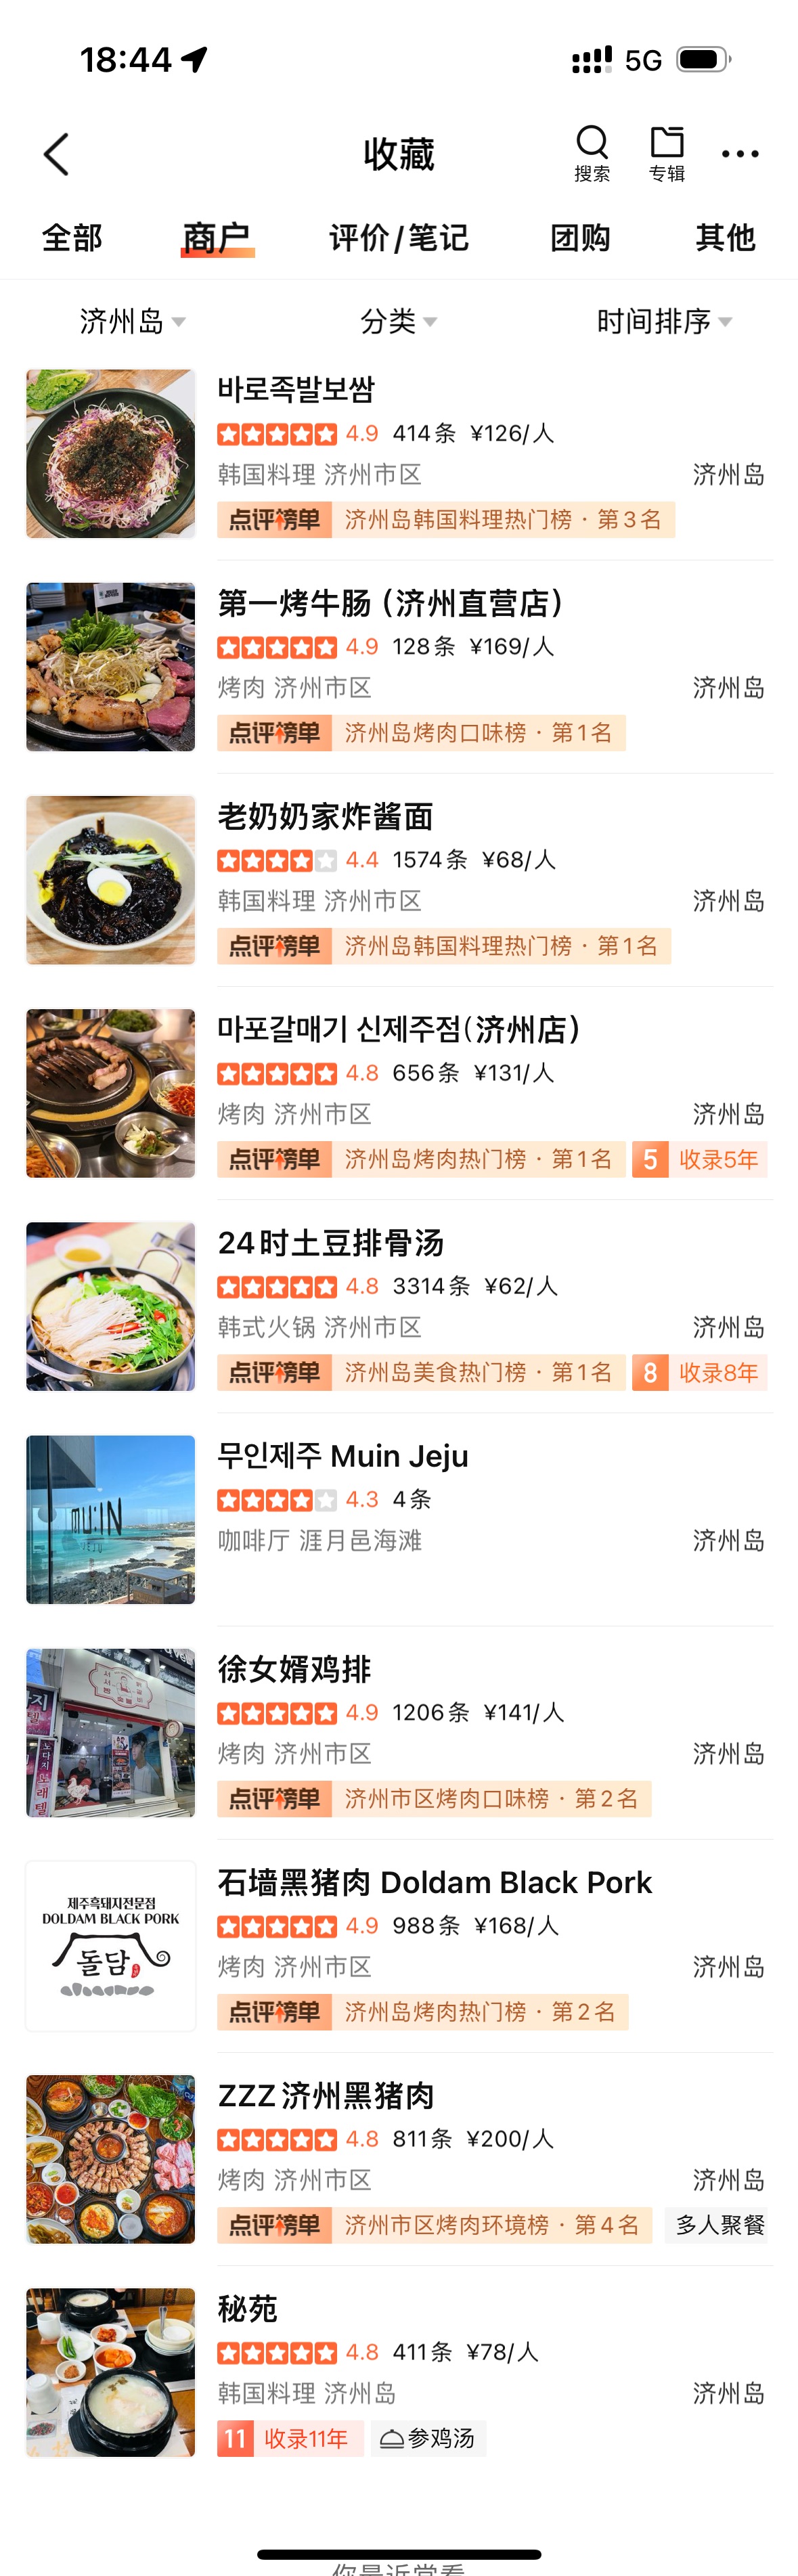 18:44
5G
收藏
搜索
专辑
全部
商户
评价/笔记
团购
其他
济州岛
分类
时间排序
바로족발보쌈
4.9 414条 ¥126/人
韩国料理 济州市区 济州岛
点评榜单 济州岛韩国料理热门榜 · 第3名
第一烤牛肠（济州直营店）
4.9 128条 ¥169/人
烤肉 济州市区 济州岛
点评榜单 济州岛烤肉口味榜 · 第1名
老奶奶家炸酱面
4.4 1574条 ¥68/人
韩国料理 济州市区 济州岛
点评榜单 济州岛韩国料理热门榜 · 第1名
마포갈매기 신제주점(济州店）
4.8 656条 ¥131/人
烤肉 济州市区 济州岛
点评榜单 济州岛烤肉热门榜 · 第1名 5 收录5年
24时土豆排骨汤
4.8 3314条 ¥62/人
韩式火锅 济州市区 济州岛
点评榜单 济州岛美食热门榜 · 第1名 8 收录8年
무인제주 Muin Jeju
MU:IN
4.3 4条
咖啡厅 涯月邑海滩 济州岛
徐女婿鸡排
4.9 1206条 ¥141/人
烤肉 济州市区 济州岛
点评榜单 济州市区烤肉口味榜 · 第2名
노다지노래텔
石墙黑猪肉 Doldam Black Pork
4.9 988条 ¥168/人
烤肉 济州市区 济州岛
点评榜单 济州岛烤肉热门榜 · 第2名
제주흑돼지전문점
DOLDAM BLACK PORK
돌담
ZZZ济州黑猪肉
4.8 811条 ¥200/人
烤肉 济州市区 济州岛
点评榜单 济州市区烤肉环境榜 · 第4名 多人聚餐
秘苑
4.8 411条 ¥78/人
韩国料理 济州岛 济州岛
11 收录11年 参鸡汤